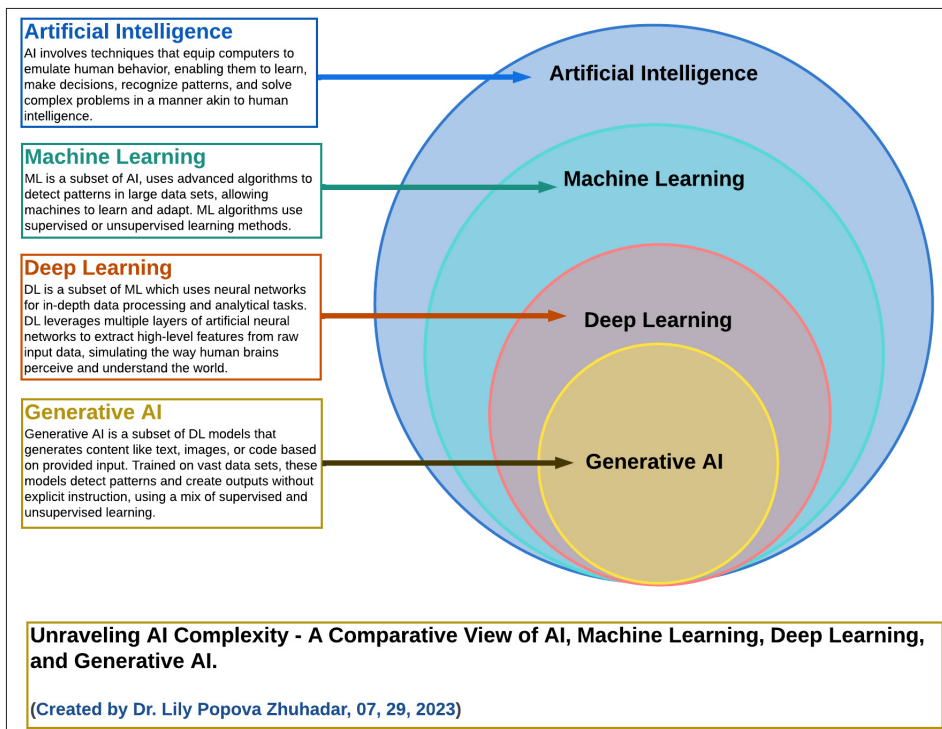 Artificial Intelligence
AI involves techniques that equip computers to
emulate human behavior, enabling them to learn,
make decisions, recognize patterns, and solve
complex problems in a manner akin to human
intelligence.
Machine Learning
ML is a subset of AI, uses advanced algorithms to
detect patterns in large data sets, allowing
machines to learn and adapt. ML algorithms use
supervised or unsupervised learning methods.
Deep Learning
DL is a subset of ML which uses neural networks
for in-depth data processing and analytical tasks.
DL leverages multiple layers of artificial neural
networks to extract high-level features from raw
input data, simulating the way human brains
perceive and understand the world.
Generative AI
Generative AI is a subset of DL models that
generates content like text, images, or code based
on provided input. Trained on vast data sets, these
models detect patterns and create outputs without
explicit instruction, using a mix of supervised and
unsupervised learning.
Artificial Intelligence
Machine Learning
Deep Learning
Generative AI
Unraveling AI Complexity - A Comparative View of AI, Machine Learning, Deep Learning,
and Generative AI.
(Created by Dr. Lily Popova Zhuhadar, 07, 29, 2023)